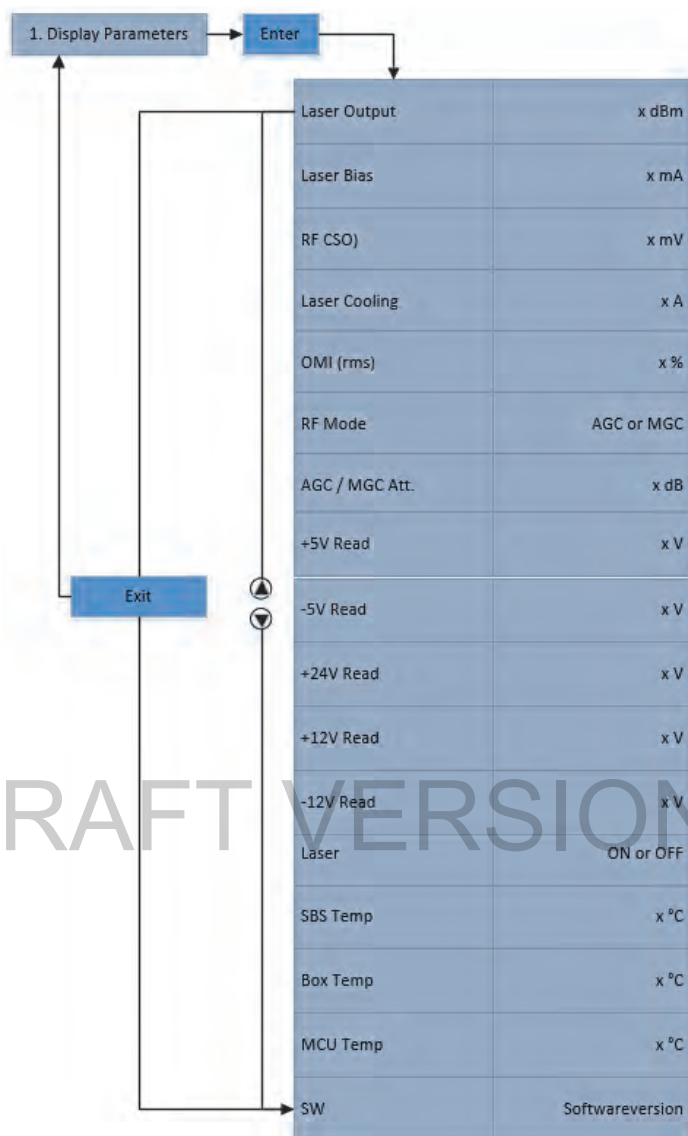 1. Display Parameters
Enter
Laser Output x dBm
Laser Bias x mA
RF CSO) x mV
Laser Cooling x A
OMI (rms) x %
RF Mode AGC or MGC
AGC / MGC Att. x dB
+5V Read x V
Exit
-5V Read x V
+24V Read x V
+12V Read x V
-12V Read x V
RAFT VERSION
Laser ON or OFF
SBS Temp x °C
Box Temp x °C
MCU Temp x °C
SW Softwareversion